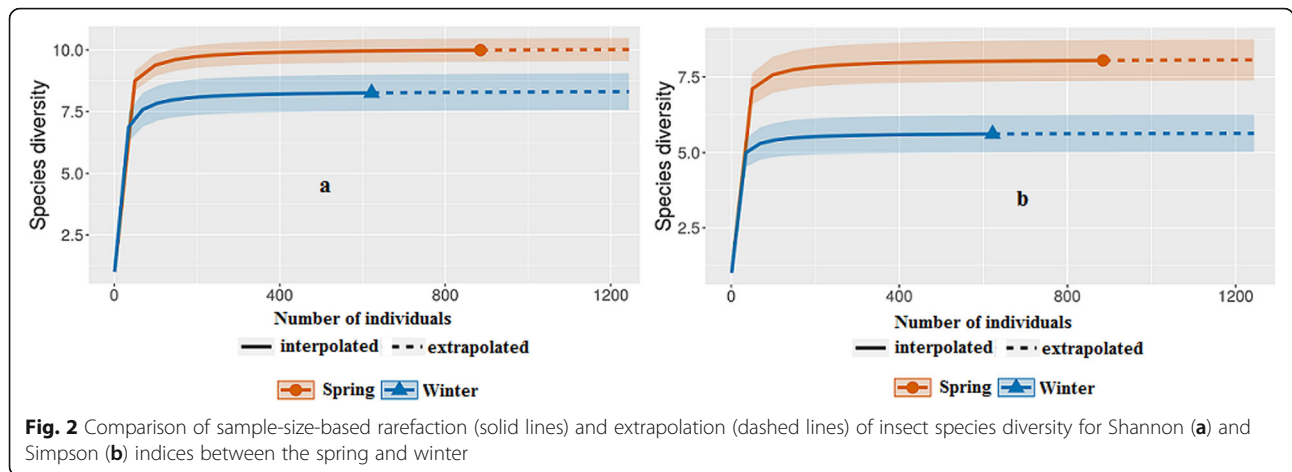 10.0
7.5
5.0
2.5
Species diversity
a
0 400 800 1200
Number of individuals
interpolated extrapolated
Spring Winter
7.5
5.0
2.5
Species diversity
b
0 400 800 1200
Number of individuals
interpolated extrapolated
Spring Winter
Fig. 2 Comparison of sample-size-based rarefaction (solid lines) and extrapolation (dashed lines) of insect species diversity for Shannon (a) and
Simpson (b) indices between the spring and winter